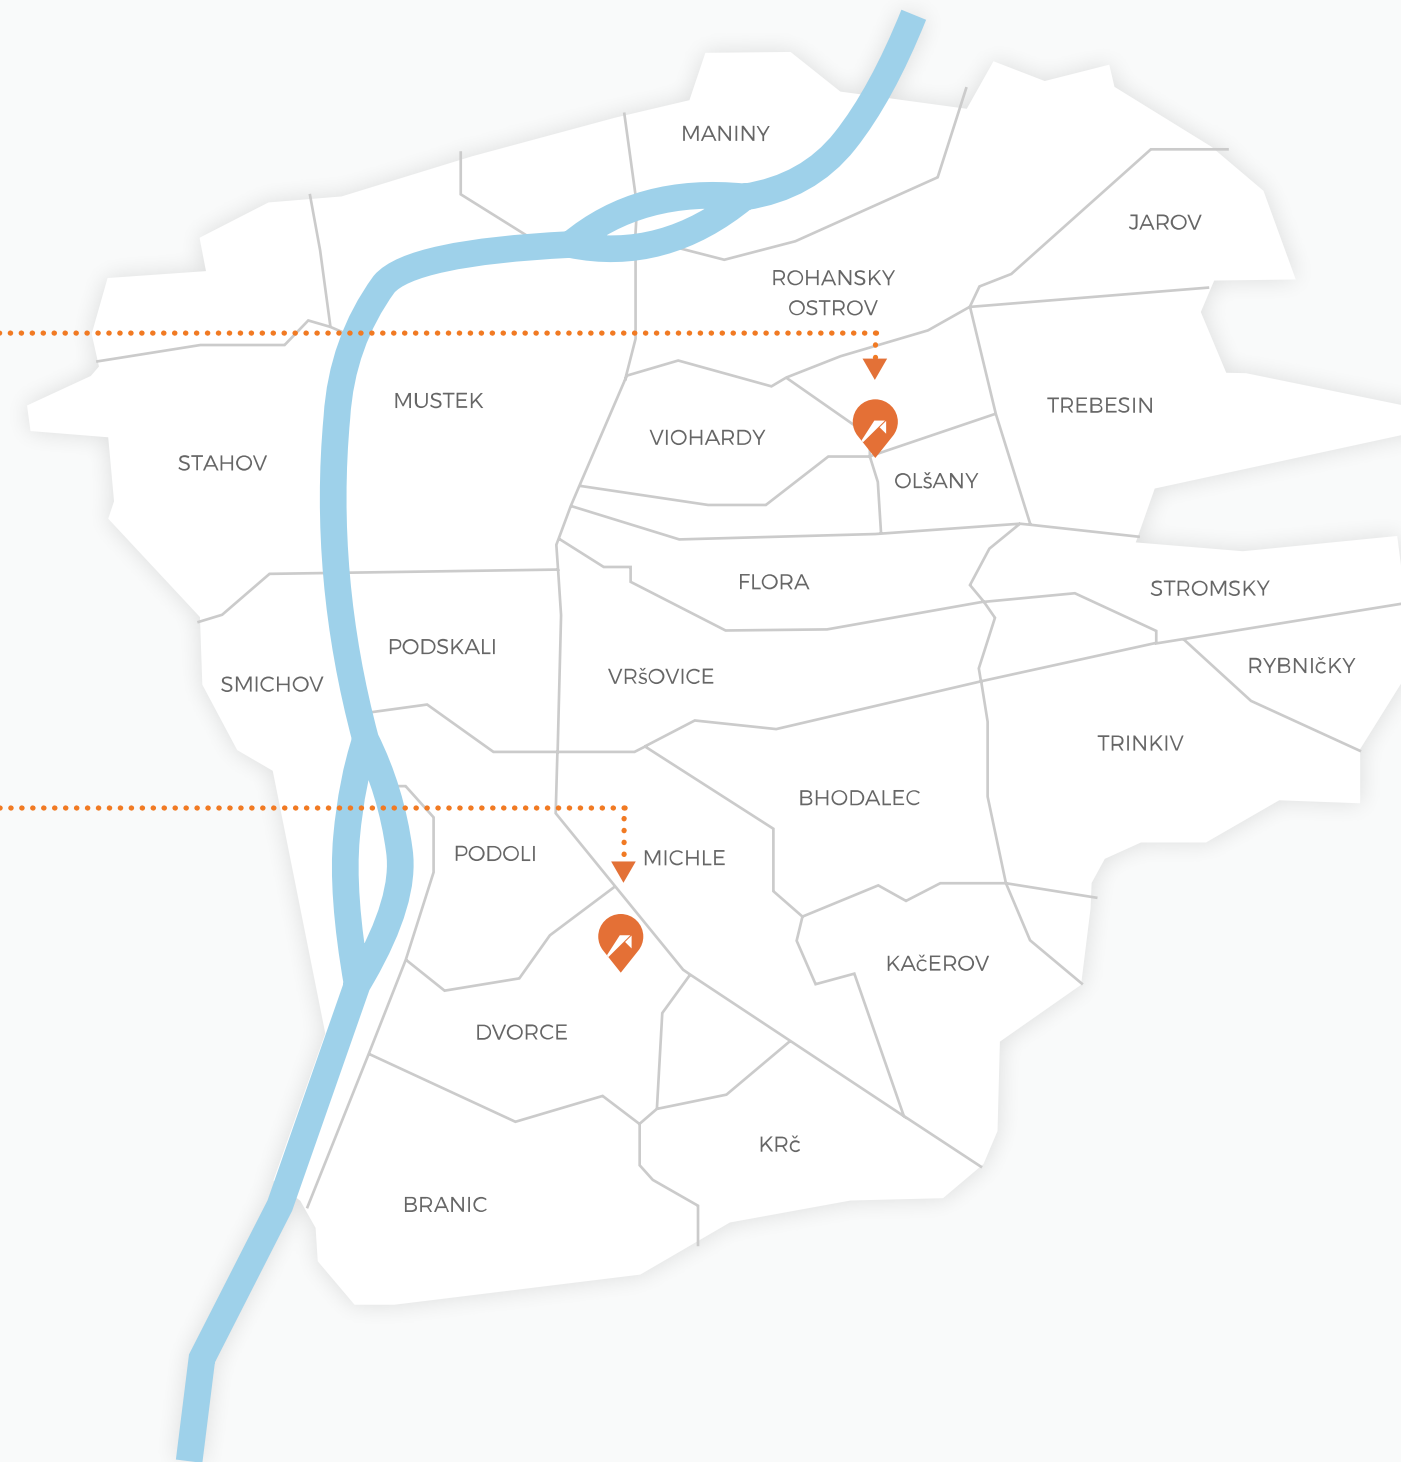 MANINY
JAROV
ROHANSKY
OSTROV
MUSTEK
TREBESIN
VIOHARDY
STAHOV
OLšANY
FLORA
STROMSKY
PODSKALI
RYBNIčKY
VRšOVICE
SMICHOV
TRINKIV
BHODALEC
PODOLI
MICHLE
KAčEROV
DVORCE
KRč
BRANIC